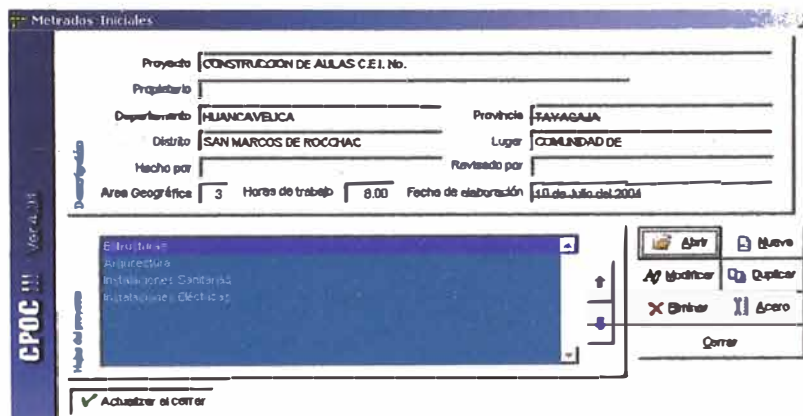 Metrados Iniciales
Proyecto CONSTRUCCION DE AULAS C.E.I. No.
Propietario
Departamento HUANCAVELICA Provincia TAYACAJA
Distrito SAN MARCOS DE ROCCHAC Lugar COMUNIDAD DE
Hecho por Revisado por
Area Geográfica 3 Horas de trabajo 8.00 Fecha de elaboración 10 de Julio del 2004
Descripción
Estructuras
Arquitectura
Instalaciones Sanitarias
Instalaciones Eléctricas
Abrir Nuevo
Modificar Duplicar
Eliminar Acero
Cerrar
CPOC III
Actualizar al cerrar